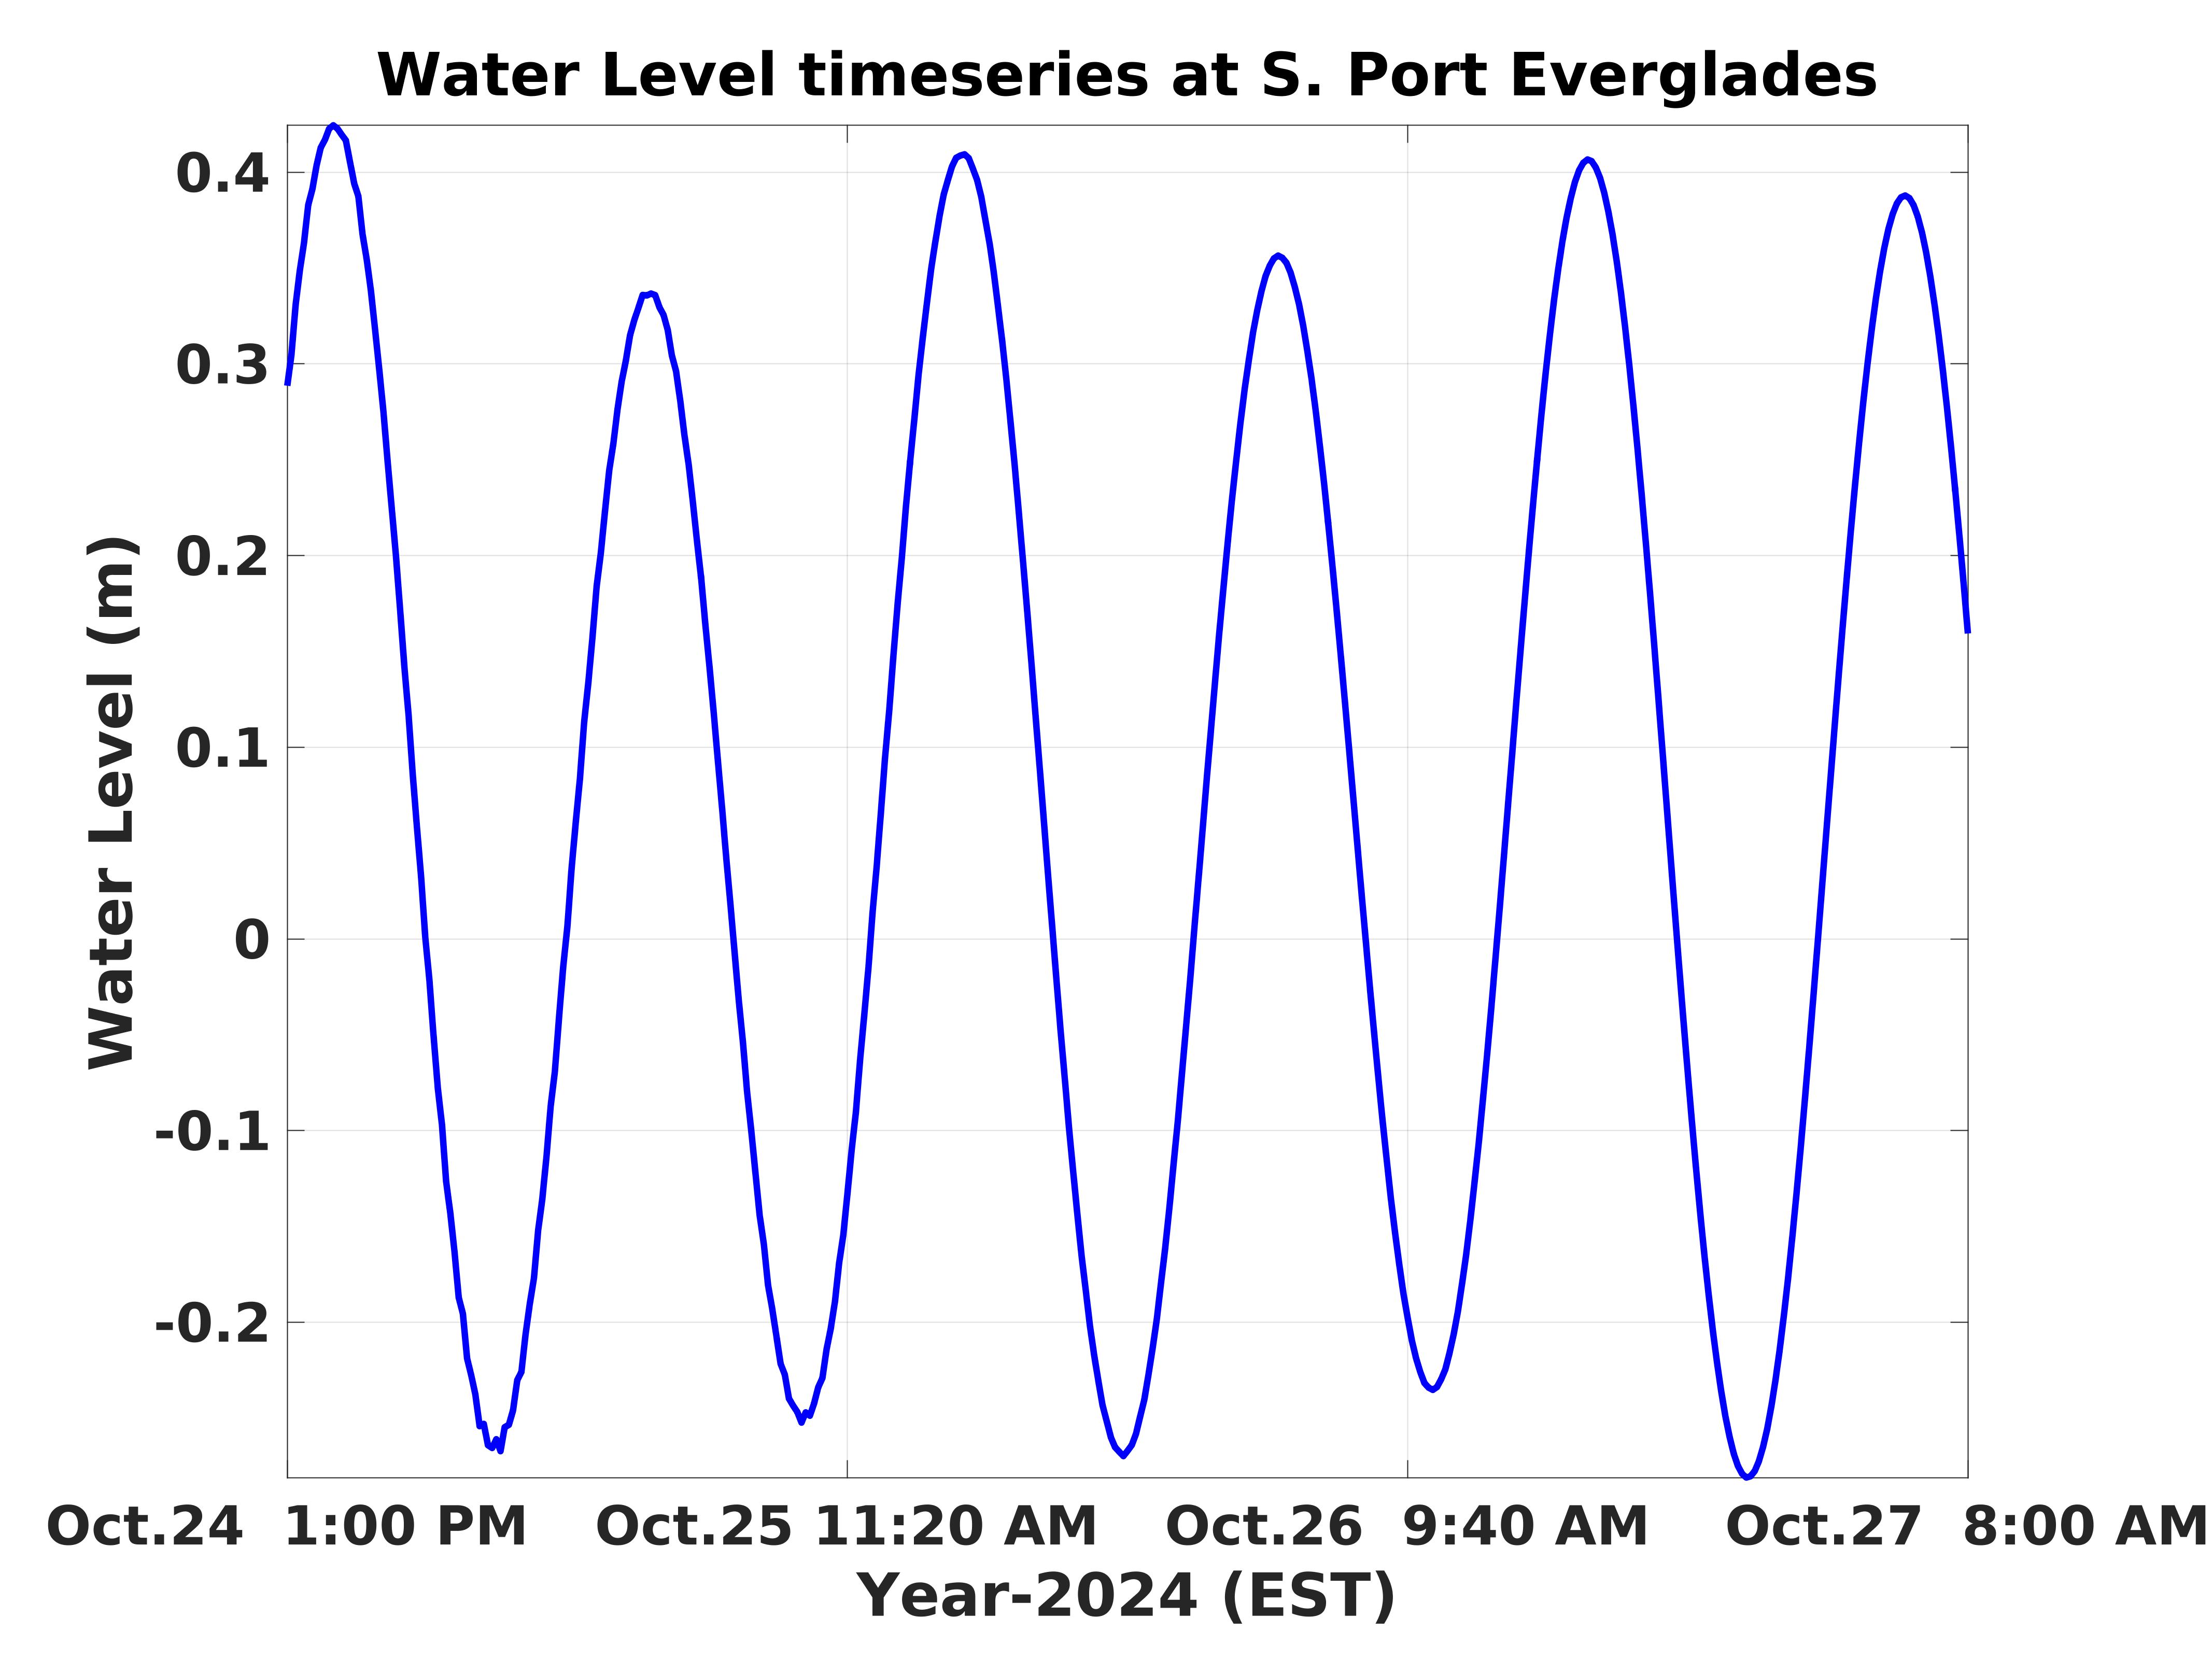 Water Level timeseries at S. Port Everglades
0.4
0.3
0.2
0.1
0
-0.1
-0.2
Water Level (m)
Oct.24 1:00 PM Oct.25 11:20 AM Oct.26 9:40 AM Oct.27 8:00 AM
Year-2024 (EST)